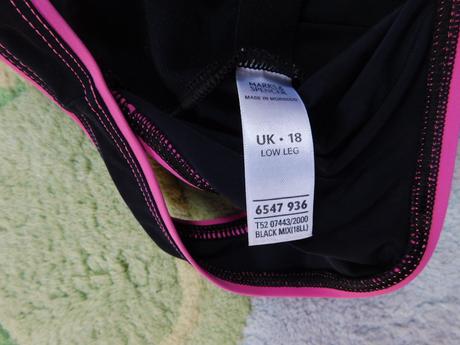 MARKS &
SPENCER
MADE IN MOROCCO
UK • 18
LOW LEG
6547 936
T52 07443/2000
BLACK MIX(18LL)